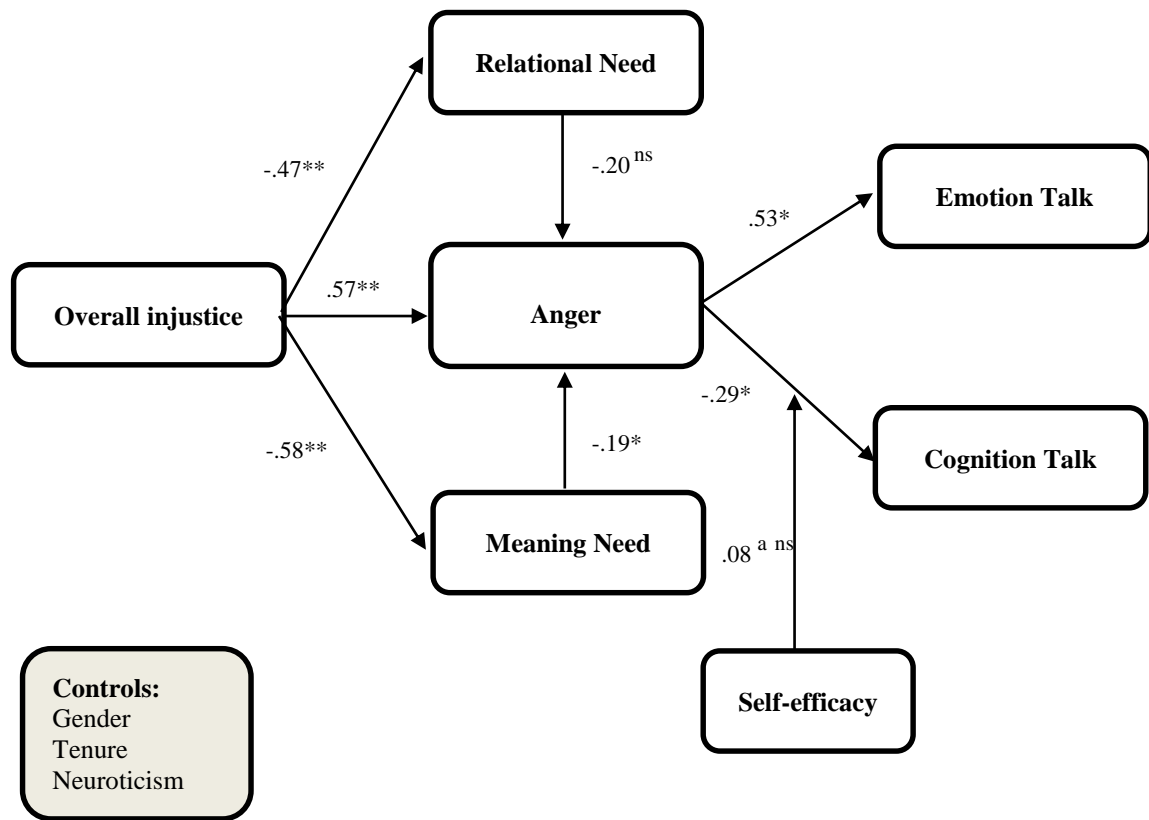 Relational Need
-.47**
-.20 ns
Emotion Talk
.53*
Overall injustice
.57**
Anger
-.29*
-.58**
-.19*
Cognition Talk
Meaning Need
.08 a ns
Self-efficacy
Controls:
Gender
Tenure
Neuroticism